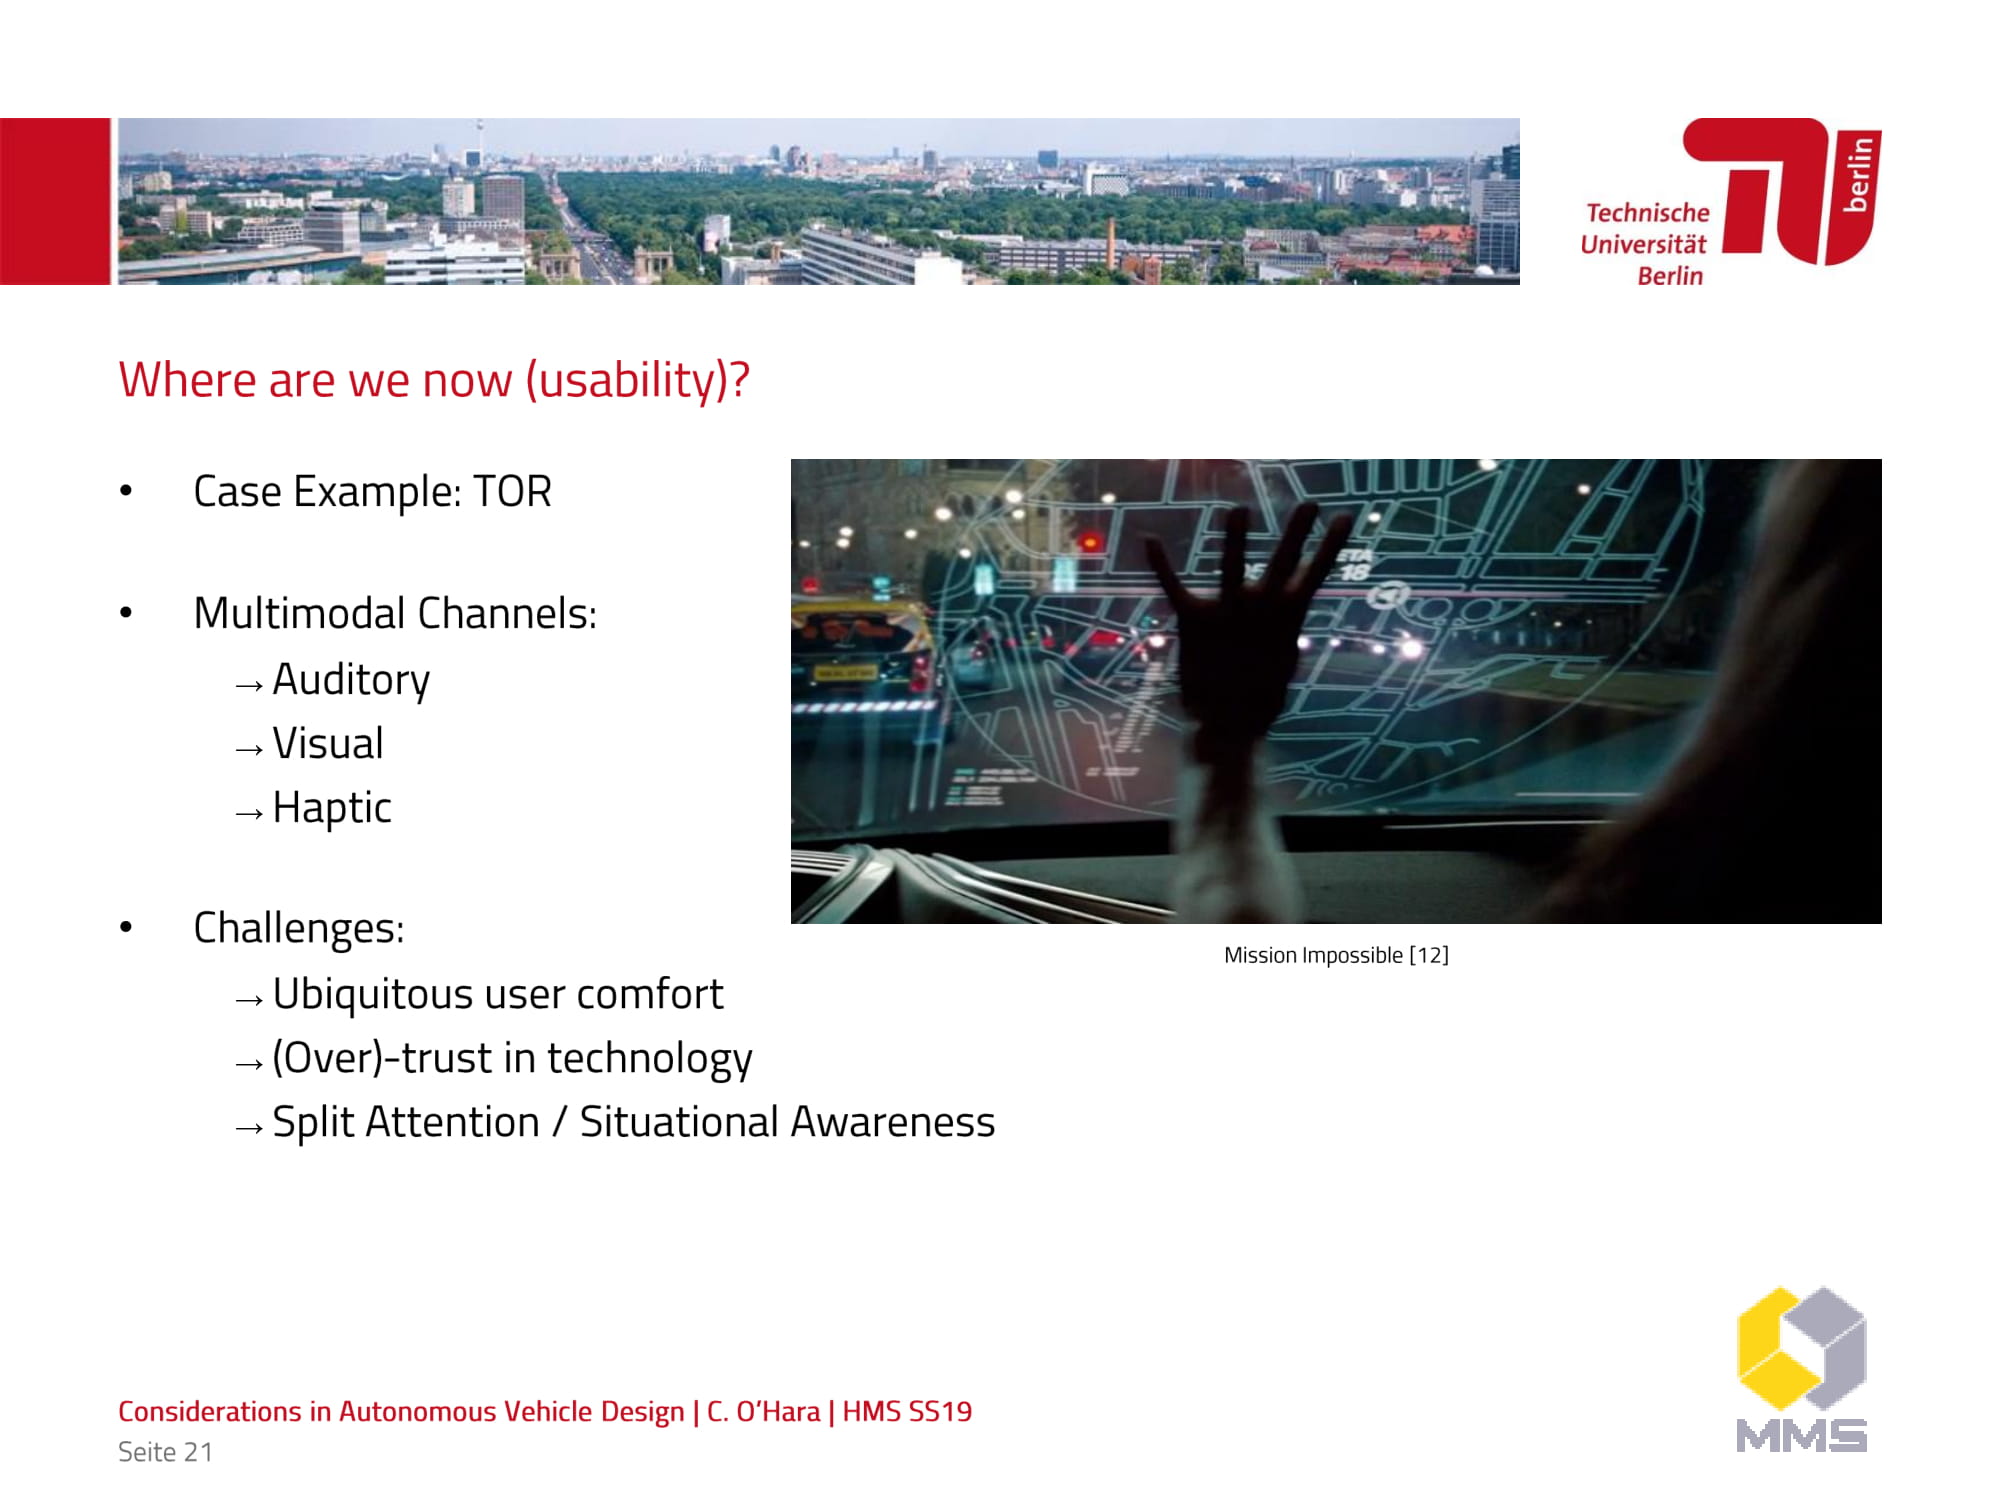 Technische
Universität
Berlin
berlin
Where are we now (usability)?
• Case Example: TOR
• Multimodal Channels:
→ Auditory
→ Visual
→ Haptic
• Challenges:
→ Ubiquitous user comfort
→ (Over)-trust in technology
→ Split Attention / Situational Awareness
ETA
18
Mission Impossible [12]
Considerations in Autonomous Vehicle Design | C. O’Hara | HMS SS19
Seite 21
MMS